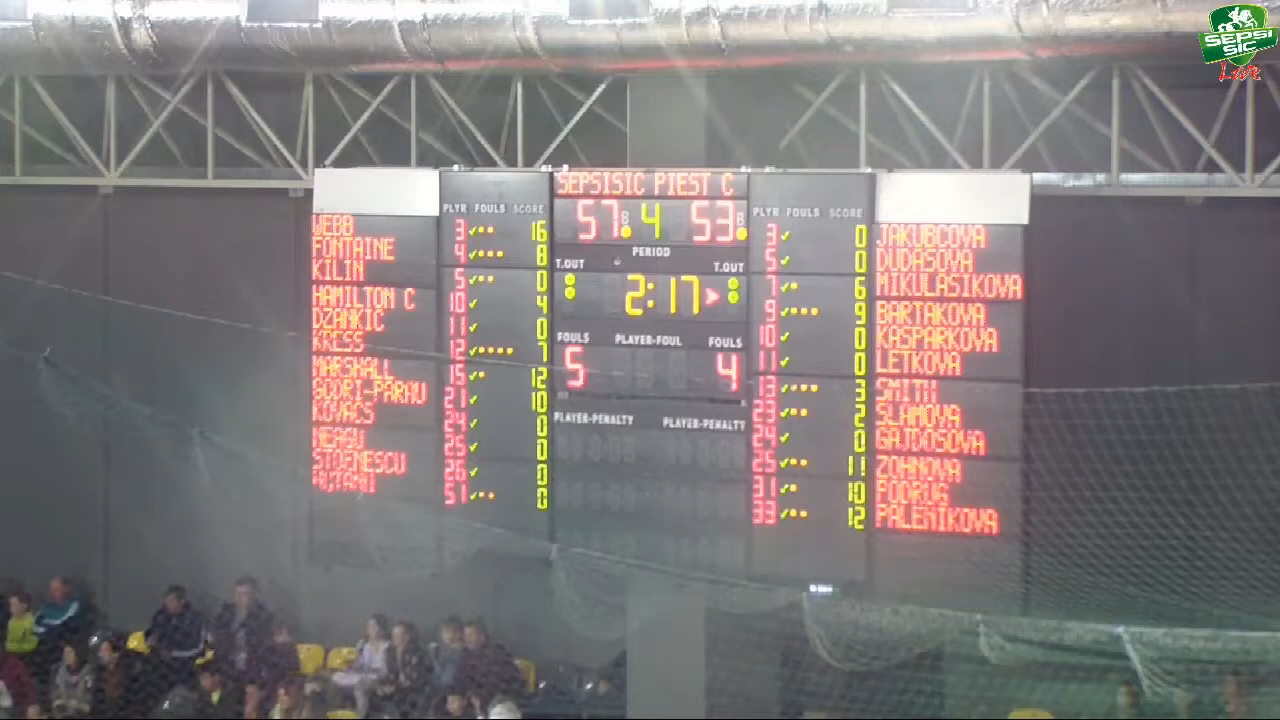 SEPSI
SIC
Live
SEPSISIC PIEST C
57 B 4 53 B
PERIOD
T.OUT T.OUT
2:17
FOULS PLAYER-FOUL FOULS
5 4
PLAYER-PENALTY PLAYER-PENALTY
PLYR FOULS SCORE
WEBB 3 16
FONTAINE 4 8
KILIN 5 0
HAMILTON C 10 4
DZANKIC 11 0
KRESS 12 7
MARSHALL 15 12
GODRI-PARAU 21 10
KOVACS 24 0
NEAGU 25 0
STOENESCU 26 0
51 0
PLYR FOULS SCORE
3 0 JAKUBCOVA
5 0 DUDASOVA
7 6 MIKULASIKOVA
9 9 BARTAKOVA
10 0 KASPARKOVA
11 0 LETKOVA
13 3 SMITH
23 2 SLAMOVA
24 0 GAJDOSOVA
25 11 ZOHNOVA
31 10 FODRUG
33 12 PALENIKOVA